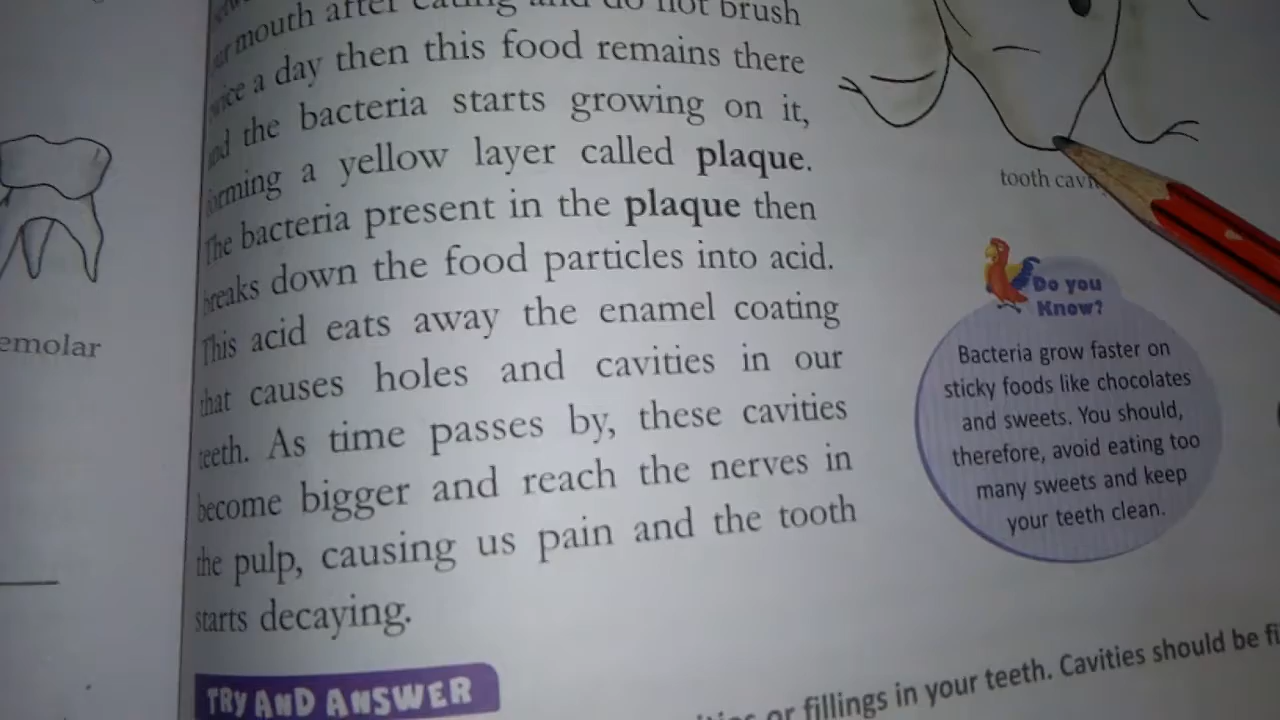 mouth after eating and do not brush
twice a day then this food remains there
and the bacteria starts growing on it,
forming a yellow layer called plaque.
The bacteria present in the plaque then
breaks down the food particles into acid.
This acid eats away the enamel coating
that causes holes and cavities in our
teeth. As time passes by, these cavities
become bigger and reach the nerves in
the pulp, causing us pain and the tooth
starts decaying.
TRY AND ANSWER
or fillings in your teeth. Cavities should be
emolar
tooth
Do you
Know?
Bacteria grow faster on
sticky foods like chocolates
and sweets. You should,
therefore, avoid eating too
many sweets and keep
your teeth clean.